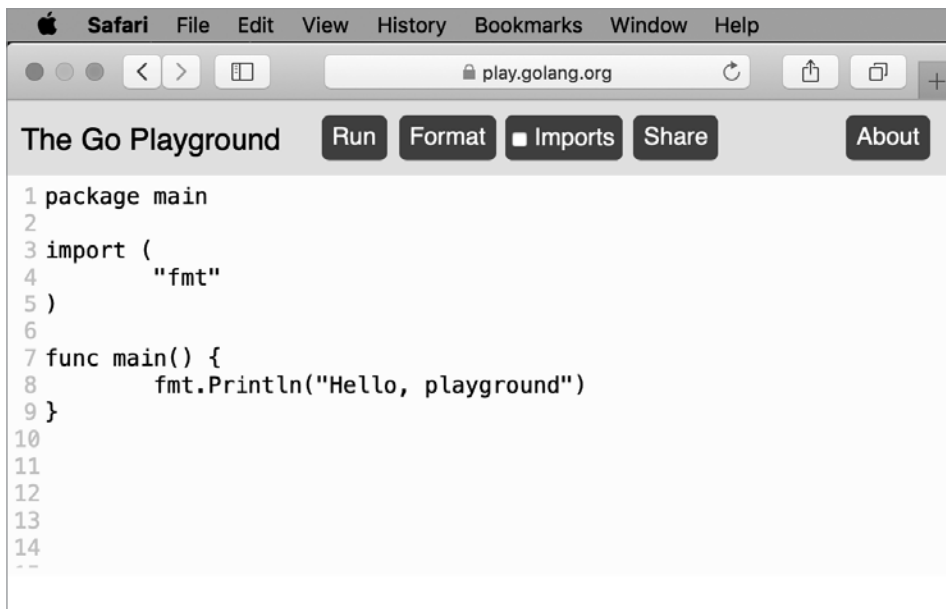 Safari File Edit View History Bookmarks Window Help
play.golang.org
The Go Playground Run Format Imports Share About
1 package main
2
3 import (
4 "fmt"
5 )
6
7 func main() {
8 fmt.Println("Hello, playground")
9 }
10
11
12
13
14